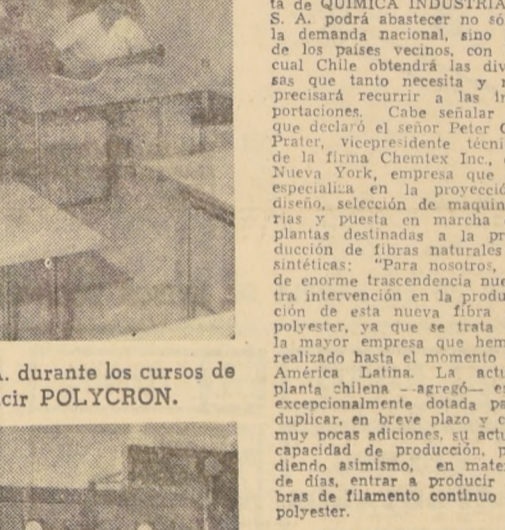 A. durante los cursos de
cir POLYCRON.
ta de QUIMICA INDUSTRIA
S. A. podrá abastecer no só
la demanda nacional, sino
de los países vecinos, con
cual Chile obtendrá las div
sas que tanto necesita y n
precisará recurrir a las im
portaciones. Cabe señalar
que declaró el señor Peter C
Prater, vicepresidente técni
de la firma Chemtex Inc., d
Nueva York, empresa que
especializa en la proyecció
diseño, selección de maquin
rias y puesta en marcha
plantas destinadas a la pr
ducción de fibras naturales
sintéticas: "Para nosotros,
de enorme trascendencia nue
tra intervención en la produ
ción de esta nueva fibra
polyester, ya que se trata
la mayor empresa que hem
realizado hasta el momento
América Latina. La actu
planta chilena --agregó— e
excepcionalmente dotada pa
duplicar, en breve plazo y c
muy pocas adiciones, su actu
capacidad de producción, p
diendo asimismo, en mate
de días, entrar a producir
bras de filamento continuo
polyester.